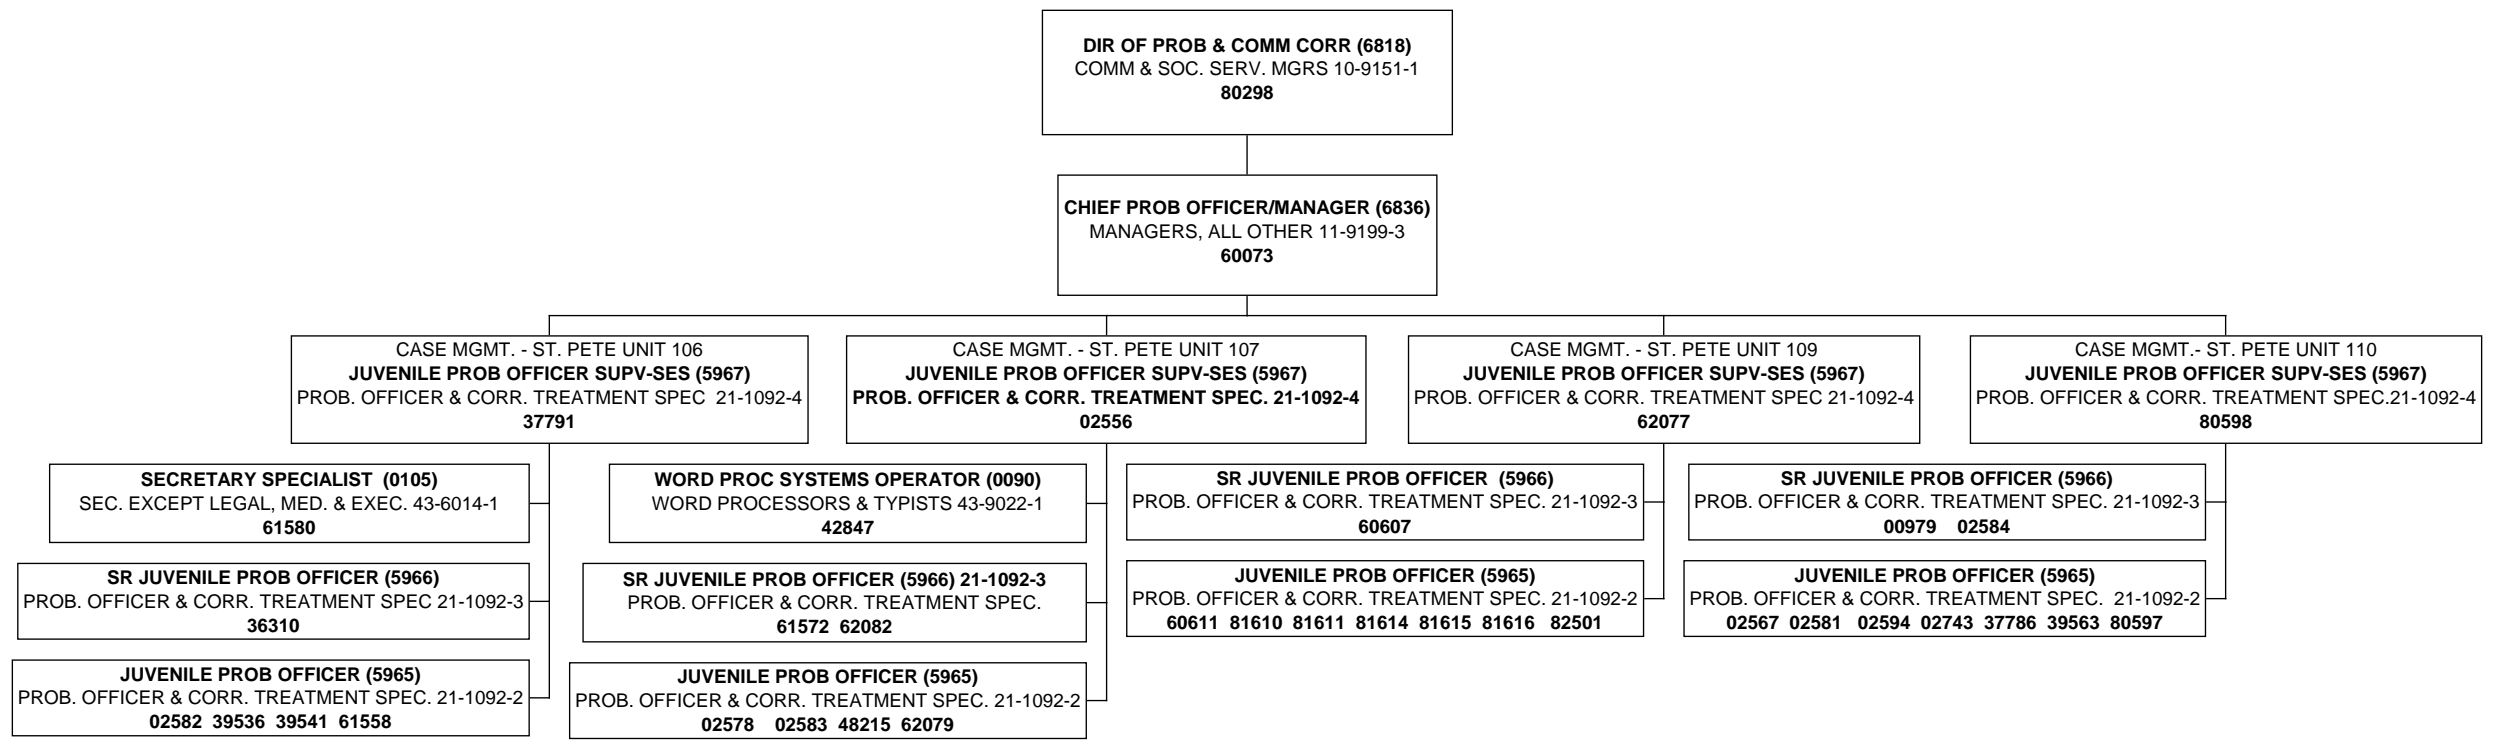 DIR OF PROB & COMM CORR (6818)
COMM & SOC. SERV. MGRS 10-9151-1
80298
CHIEF PROB OFFICER/MANAGER (6836)
MANAGERS, ALL OTHER 11-9199-3
60073
CASE MGMT. - ST. PETE UNIT 106
JUVENILE PROB OFFICER SUPV-SES (5967)
PROB. OFFICER & CORR. TREATMENT SPEC 21-1092-4
37791
CASE MGMT. - ST. PETE UNIT 107
JUVENILE PROB OFFICER SUPV-SES (5967)
PROB. OFFICER & CORR. TREATMENT SPEC. 21-1092-4
02556
CASE MGMT. - ST. PETE UNIT 109
JUVENILE PROB OFFICER SUPV-SES (5967)
PROB. OFFICER & CORR. TREATMENT SPEC 21-1092-4
62077
CASE MGMT.- ST. PETE UNIT 110
JUVENILE PROB OFFICER SUPV-SES (5967)
PROB. OFFICER & CORR. TREATMENT SPEC.21-1092-4
80598
SECRETARY SPECIALIST (0105)
SEC. EXCEPT LEGAL, MED. & EXEC. 43-6014-1
61580
SR JUVENILE PROB OFFICER (5966)
PROB. OFFICER & CORR. TREATMENT SPEC 21-1092-3
36310
JUVENILE PROB OFFICER (5965)
PROB. OFFICER & CORR. TREATMENT SPEC. 21-1092-2
02582 39536 39541 61558
WORD PROC SYSTEMS OPERATOR (0090)
WORD PROCESSORS & TYPISTS 43-9022-1
42847
SR JUVENILE PROB OFFICER (5966) 21-1092-3
PROB. OFFICER & CORR. TREATMENT SPEC.
61572 62082
JUVENILE PROB OFFICER (5965)
PROB. OFFICER & CORR. TREATMENT SPEC. 21-1092-2
02578 02583 48215 62079
SR JUVENILE PROB OFFICER (5966)
PROB. OFFICER & CORR. TREATMENT SPEC. 21-1092-3
60607
JUVENILE PROB OFFICER (5965)
PROB. OFFICER & CORR. TREATMENT SPEC. 21-1092-2
60611 81610 81611 81614 81615 81616 82501
SR JUVENILE PROB OFFICER (5966)
PROB. OFFICER & CORR. TREATMENT SPEC. 21-1092-3
00979 02584
JUVENILE PROB OFFICER (5965)
PROB. OFFICER & CORR. TREATMENT SPEC. 21-1092-2
02567 02581 02594 02743 37786 39563 80597